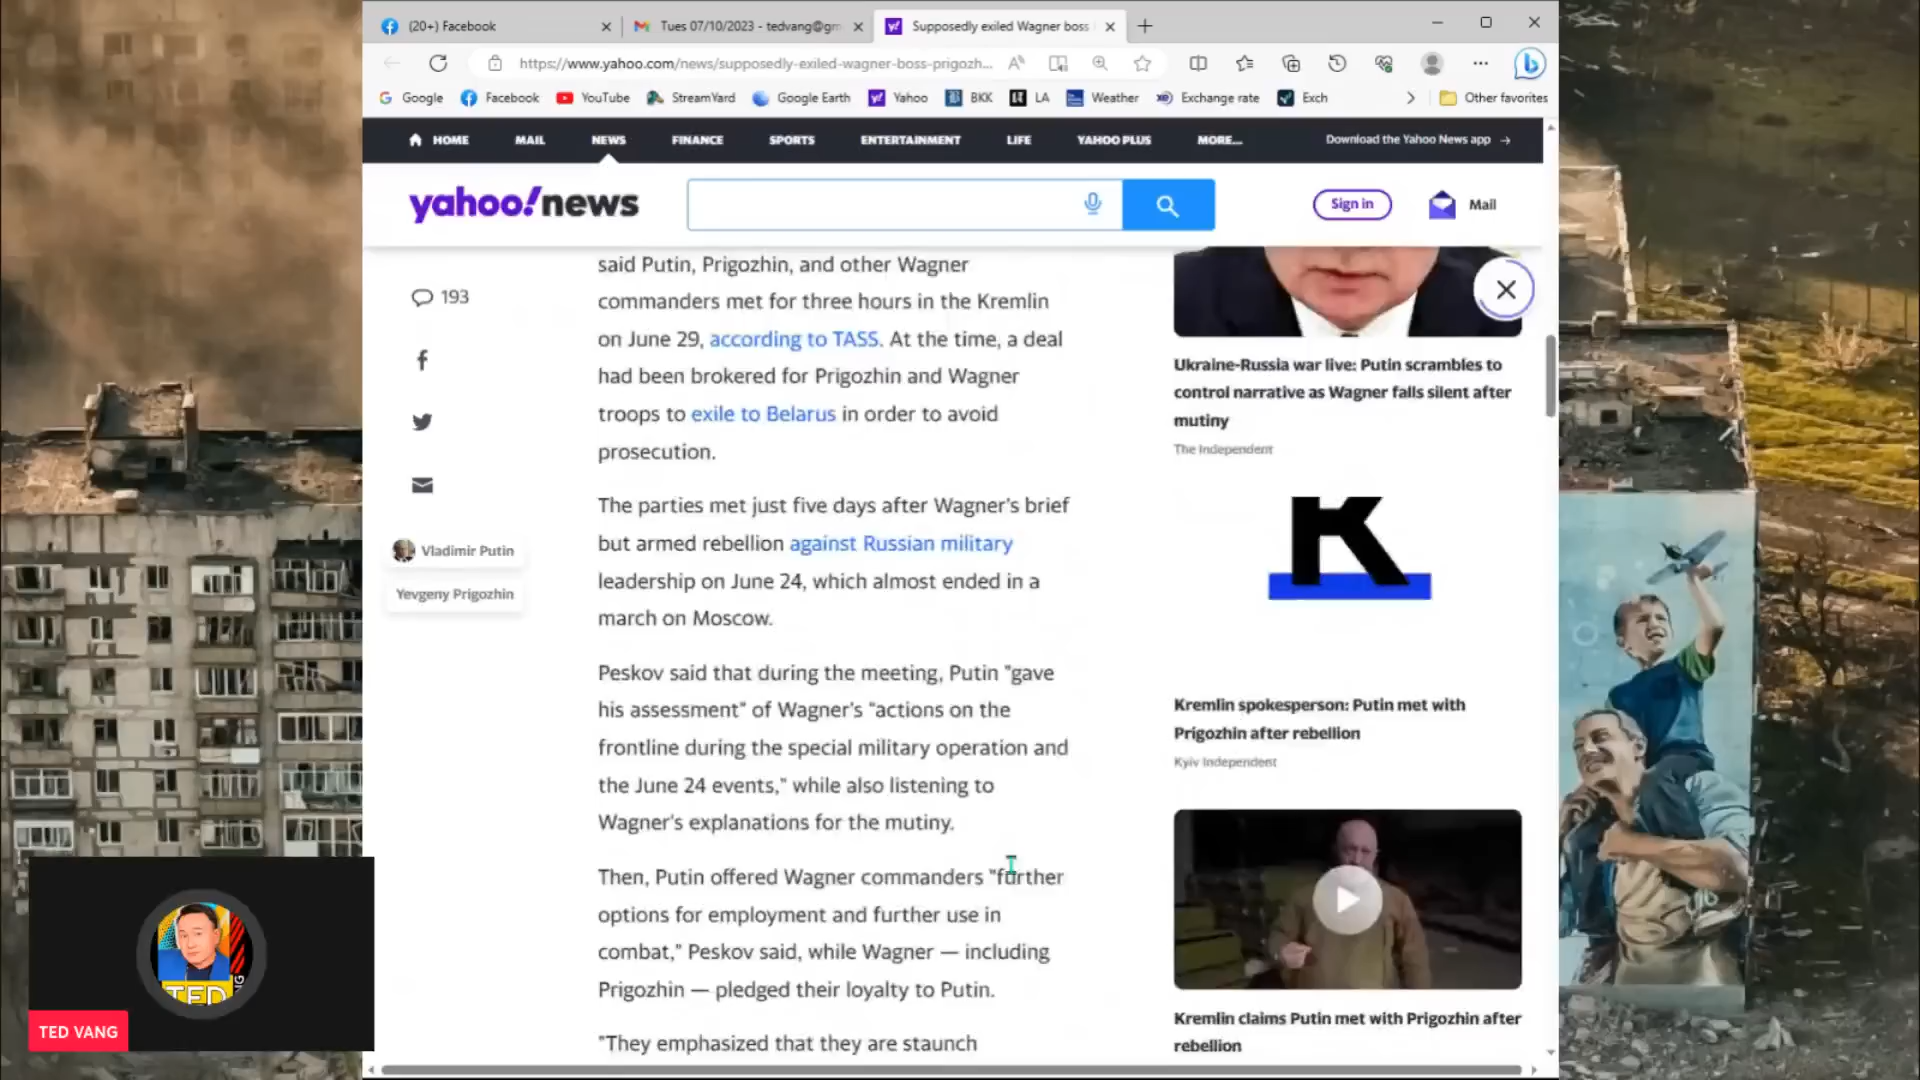 (20+) Facebook
Tues 07/10/2023 - tedvang@gm
Supposedly exiled Wagner boss
https://www.yahoo.com/news/supposedly-exiled-wagner-boss-prigozh...
Google
Facebook
YouTube
StreamYard
Google Earth
Yahoo
BKK
LA
Weather
Exchange rate
Exch
Other favorites
HOME
MAIL
NEWS
FINANCE
SPORTS
ENTERTAINMENT
LIFE
YAHOO PLUS
MORE...
Download the Yahoo News app →
yahoo!news
Sign in
Mail
193
Vladimir Putin
Yevgeny Prigozhin
said Putin, Prigozhin, and other Wagner
commanders met for three hours in the Kremlin
on June 29, according to TASS. At the time, a deal
had been brokered for Prigozhin and Wagner
troops to exile to Belarus in order to avoid
prosecution.
The parties met just five days after Wagner's brief
but armed rebellion against Russian military
leadership on June 24, which almost ended in a
march on Moscow.
Peskov said that during the meeting, Putin "gave
his assessment" of Wagner's "actions on the
frontline during the special military operation and
the June 24 events," while also listening to
Wagner's explanations for the mutiny.
Then, Putin offered Wagner commanders "further
options for employment and further use in
combat," Peskov said, while Wagner — including
Prigozhin — pledged their loyalty to Putin.
"They emphasized that they are staunch
Ukraine-Russia war live: Putin scrambles to
control narrative as Wagner falls silent after
mutiny
The Independent
K
Kremlin spokesperson: Putin met with
Prigozhin after rebellion
Kyiv Independent
Kremlin claims Putin met with Prigozhin after
rebellion
TED
TED VANG